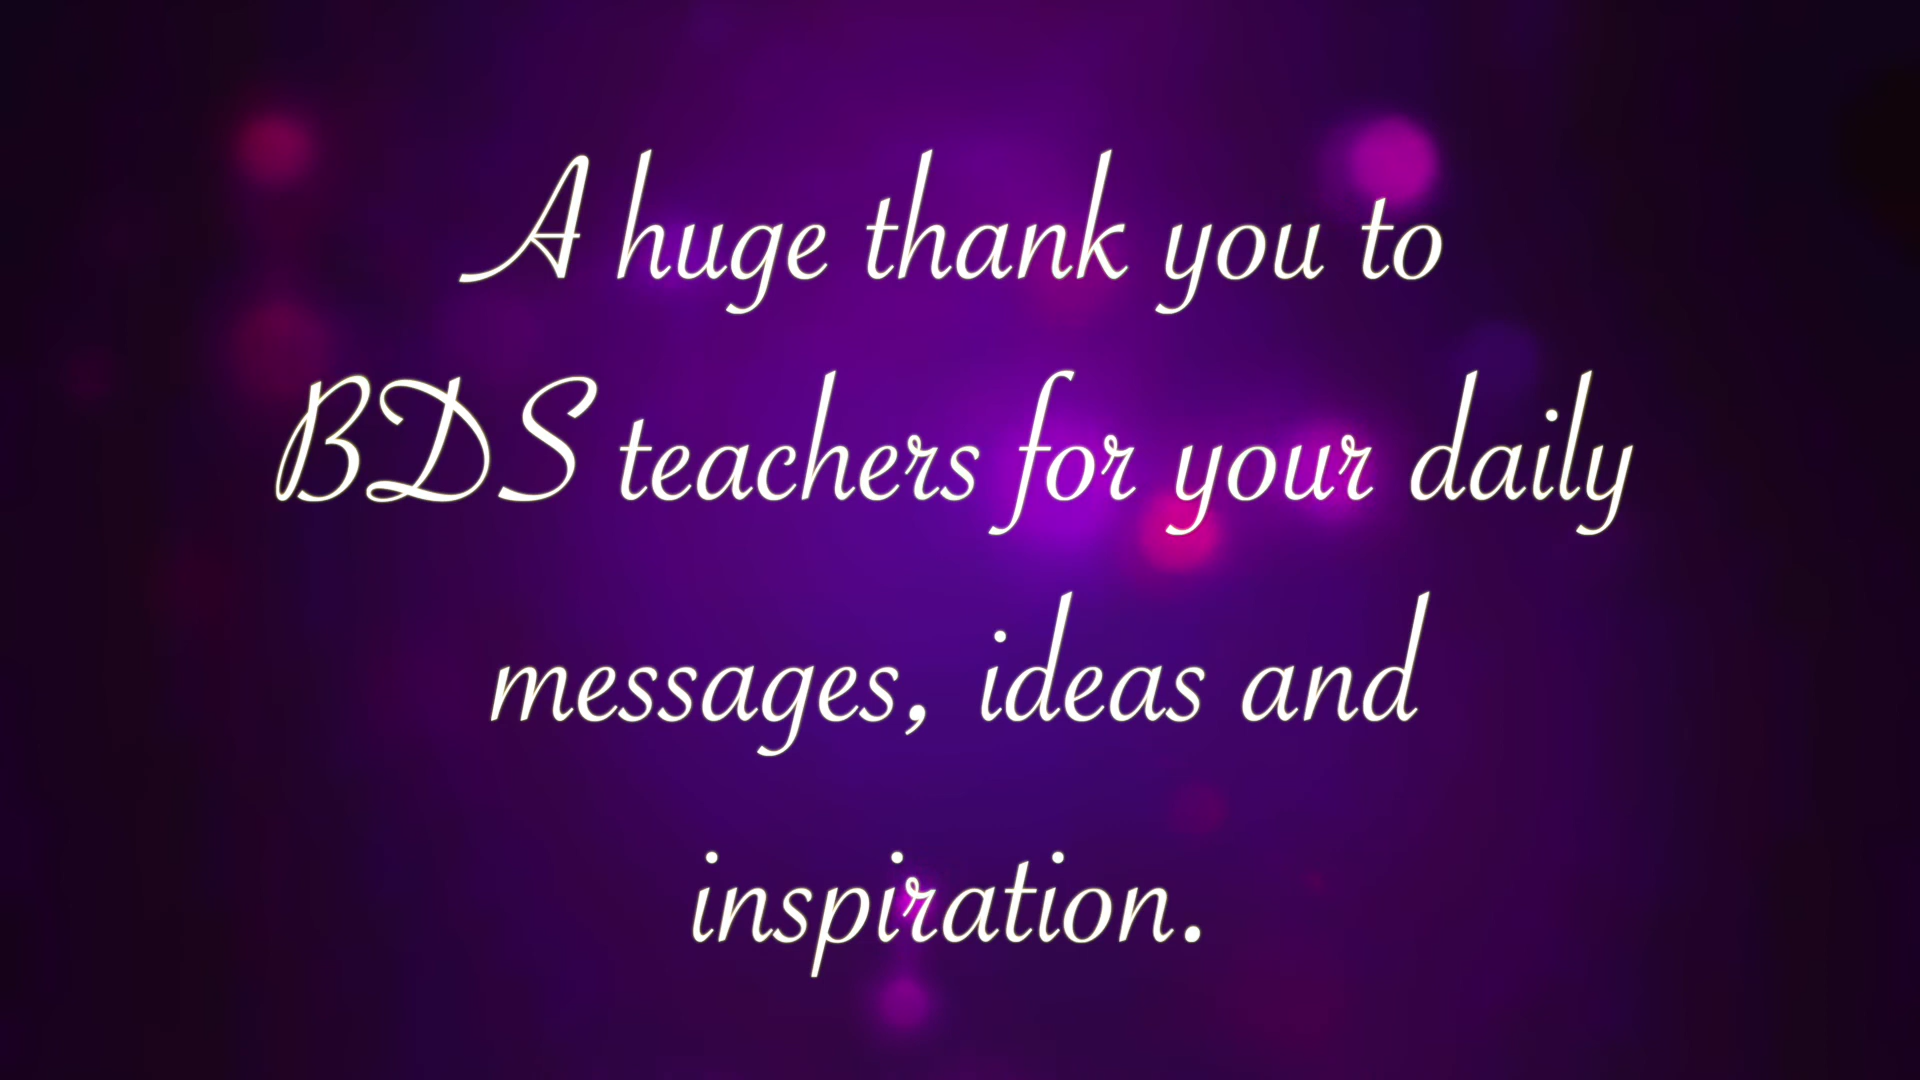 A huge thank you to
BDS teachers for your daily
messages, ideas and
inspiration.